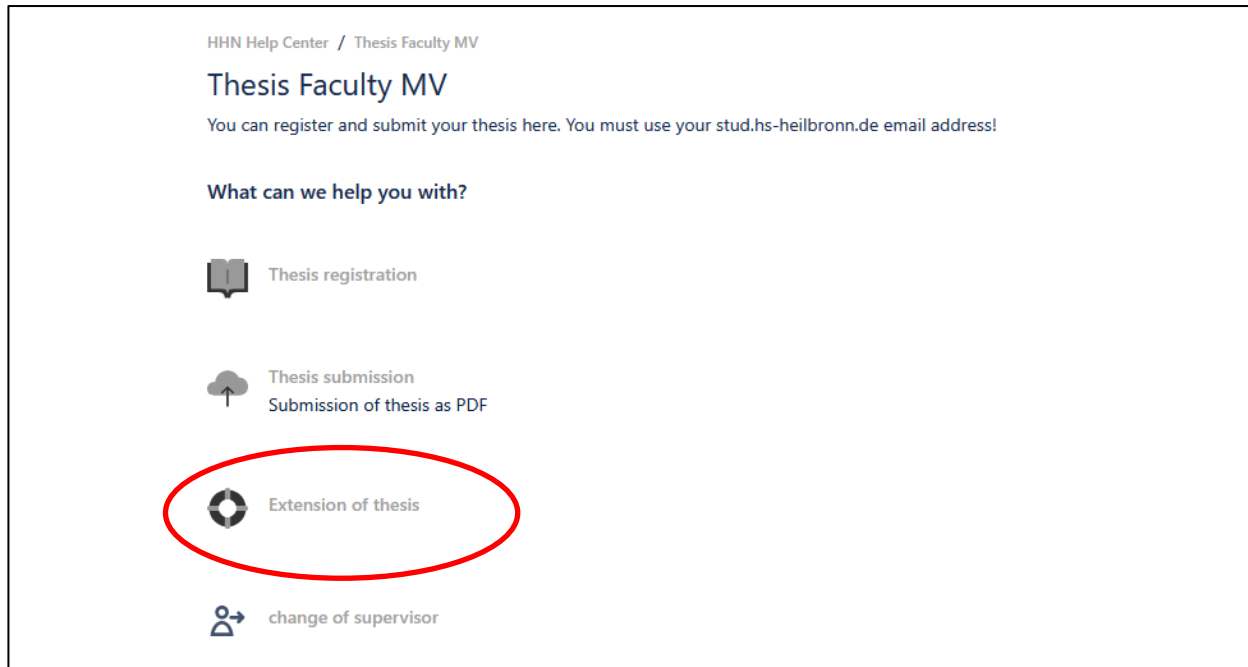 HHN Help Center / Thesis Faculty MV
Thesis Faculty MV
You can register and submit your thesis here. You must use your stud.hs-heilbronn.de email address!
What can we help you with?
Thesis registration
Thesis submission
Submission of thesis as PDF
Extension of thesis
change of supervisor